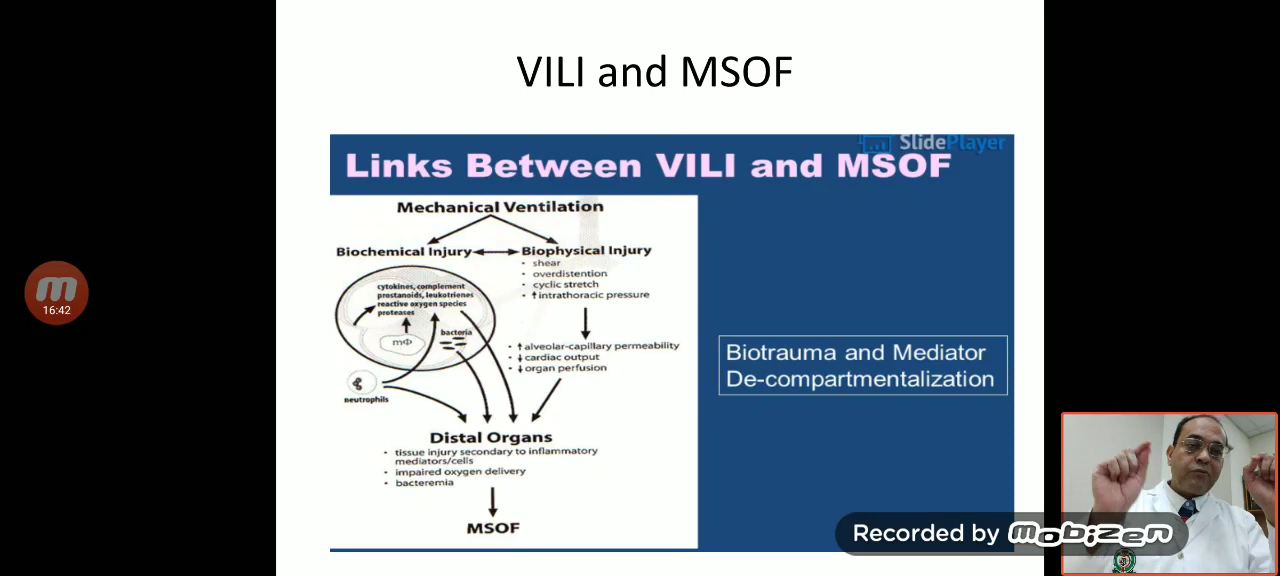 VILI and MSOF
SlidePlayer
Links Between VILI and MSOF
Mechanical Ventilation
Biochemical Injury
Biophysical Injury
• shear
• overdistention
• cyclic stretch
• ↑ intrathoracic pressure
cytokines, complement
prostanoids, leukotrienes
reactive oxygen species
proteases
mΦ
bacteria
neutrophils
• ↑ alveolar-capillary permeability
• ↓ cardiac output
• ↓ organ perfusion
Distal Organs
• tissue injury secondary to inflammatory
mediators/cells
• impaired oxygen delivery
• bacteremia
MSOF
Biotrauma and Mediator
De-compartmentalization
16:42
Recorded by mobizen